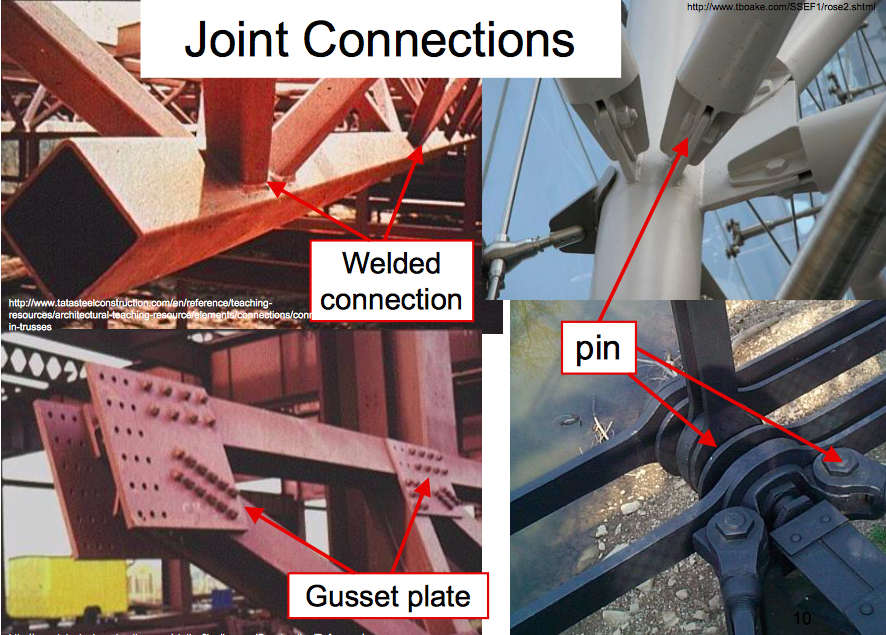 http://www.tboake.com/SSEF1/rose2.shtml
Joint Connections
Welded
connection
http://www.tatasteelconstruction.com/en/reference/teaching-
resources/architectural-teaching-resource/elements/connections/conn
in-trusses
pin
Gusset plate
10